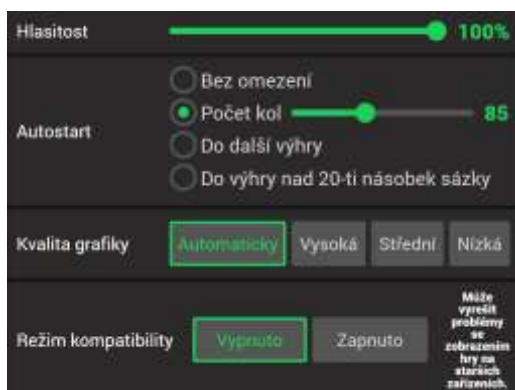 Hlasitost 100%
Bez omezení
Počet kol 85
Autostart
Do další výhry
Do výhry nad 20-ti násobek sázky
Kvalita grafiky Automaticky Vysoká Střední Nízká
Režim kompatibility Vypnuto Zapnuto
Může
vyrešit
problémy
se
zobrazením
hry na
starších
zařízeních.